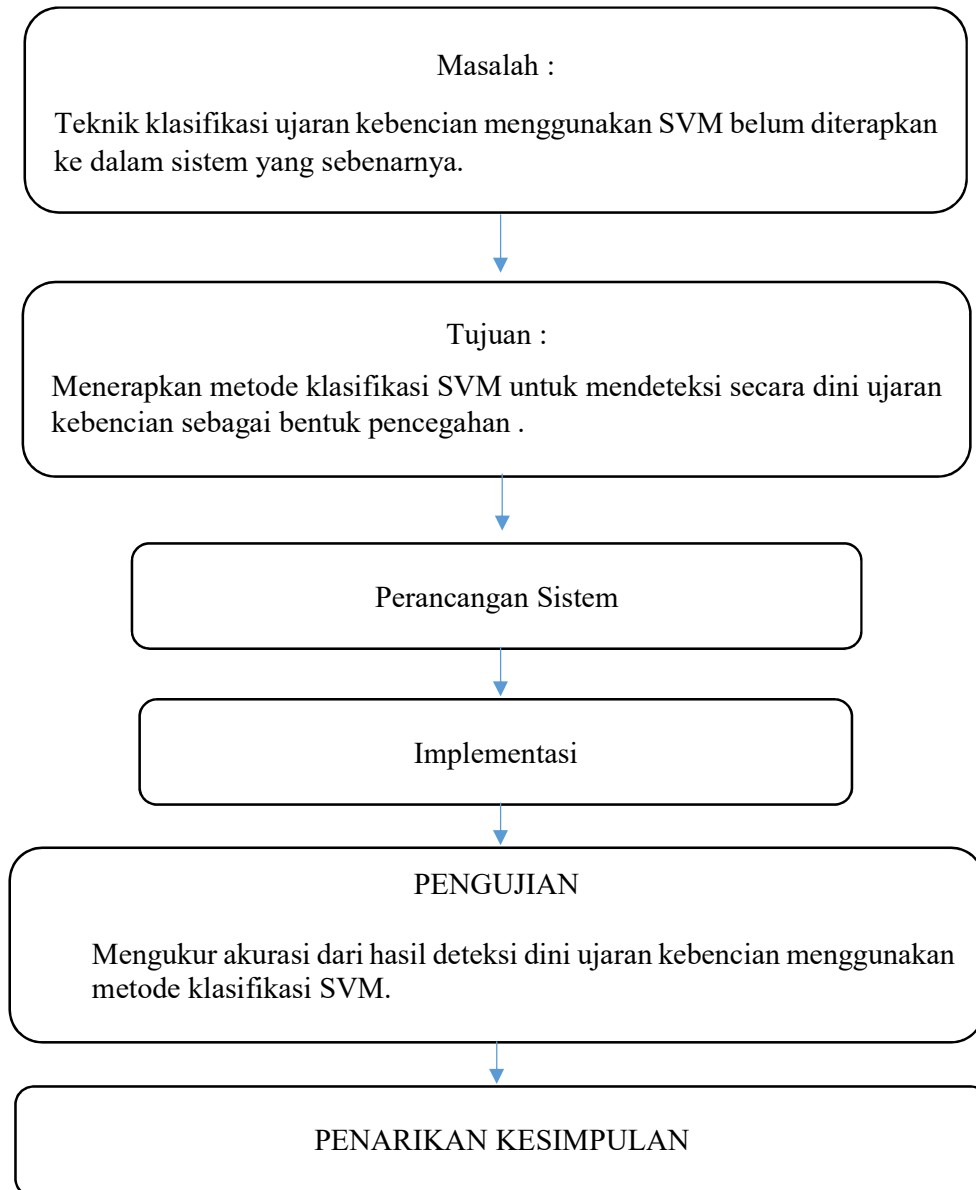 Masalah :
Teknik klasifikasi ujaran kebencian menggunakan SVM belum diterapkan
ke dalam sistem yang sebenarnya.
Tujuan :
Menerapkan metode klasifikasi SVM untuk mendeteksi secara dini ujaran
kebencian sebagai bentuk pencegahan .
Perancangan Sistem
Implementasi
PENGUJIAN
Mengukur akurasi dari hasil deteksi dini ujaran kebencian menggunakan
metode klasifikasi SVM.
PENARIKAN KESIMPULAN